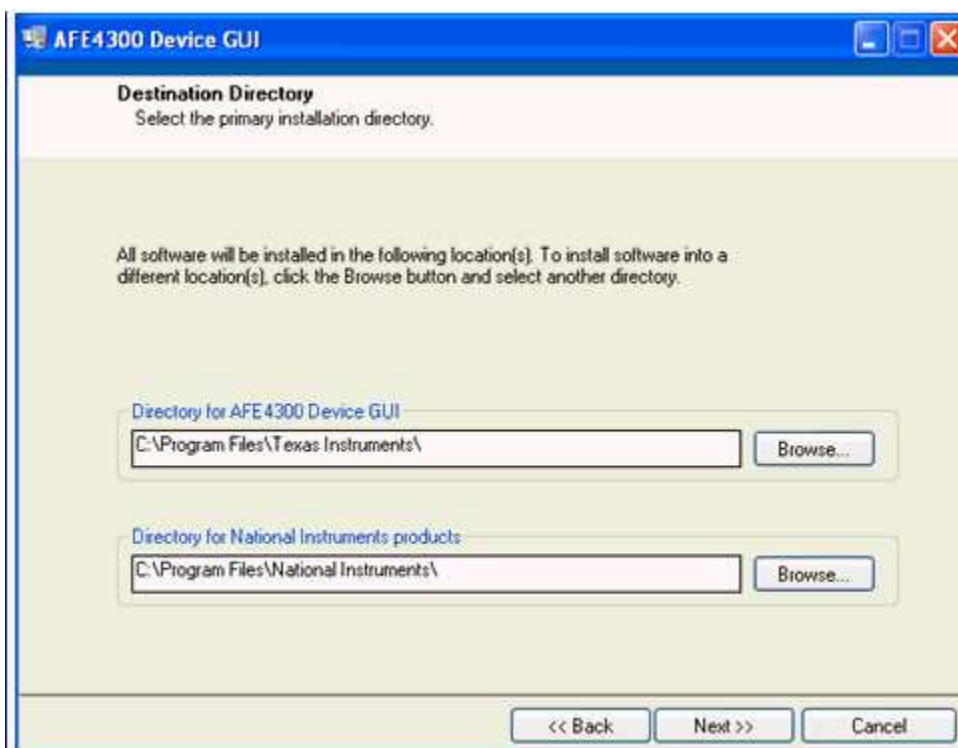 AFE4300 Device GUI
Destination Directory
Select the primary installation directory.
All software will be installed in the following location(s). To install software into a
different location(s), click the Browse button and select another directory.
Directory for AFE4300 Device GUI
C:\Program Files\Texas Instruments\
Browse...
Directory for National Instruments products
C:\Program Files\National Instruments\
Browse...
<< Back
Next >>
Cancel